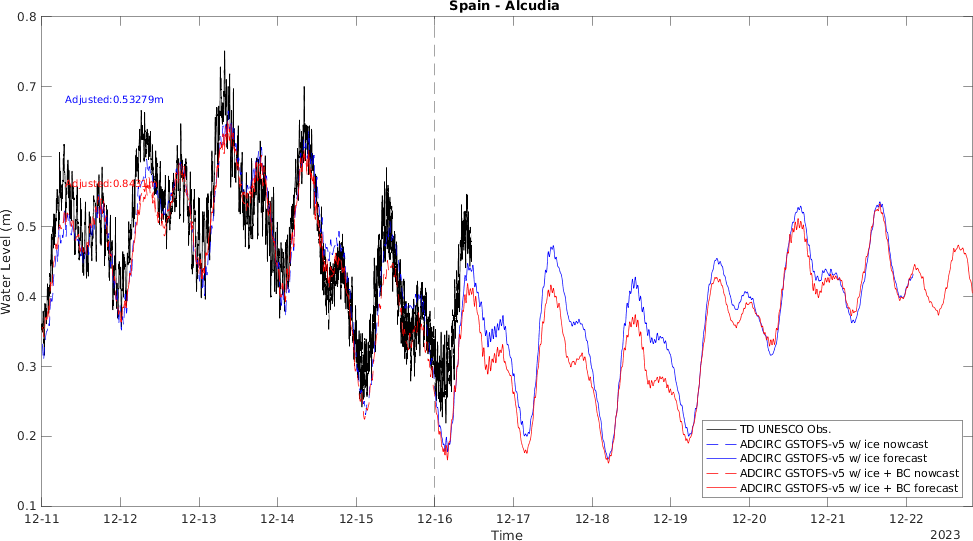 Spain - Alcudia
0.8
0.7
0.6
0.5
0.4
0.3
0.2
0.1
Water Level (m)
Adjusted:0.53279m
TD UNESCO Obs.
ADCIRC GSTOFS-v5 w/ ice nowcast
ADCIRC GSTOFS-v5 w/ ice forecast
ADCIRC GSTOFS-v5 w/ ice + BC nowcast
ADCIRC GSTOFS-v5 w/ ice + BC forecast
12-11 12-12 12-13 12-14 12-15 12-16 12-17 12-18 12-19 12-20 12-21 12-22
Time
2023